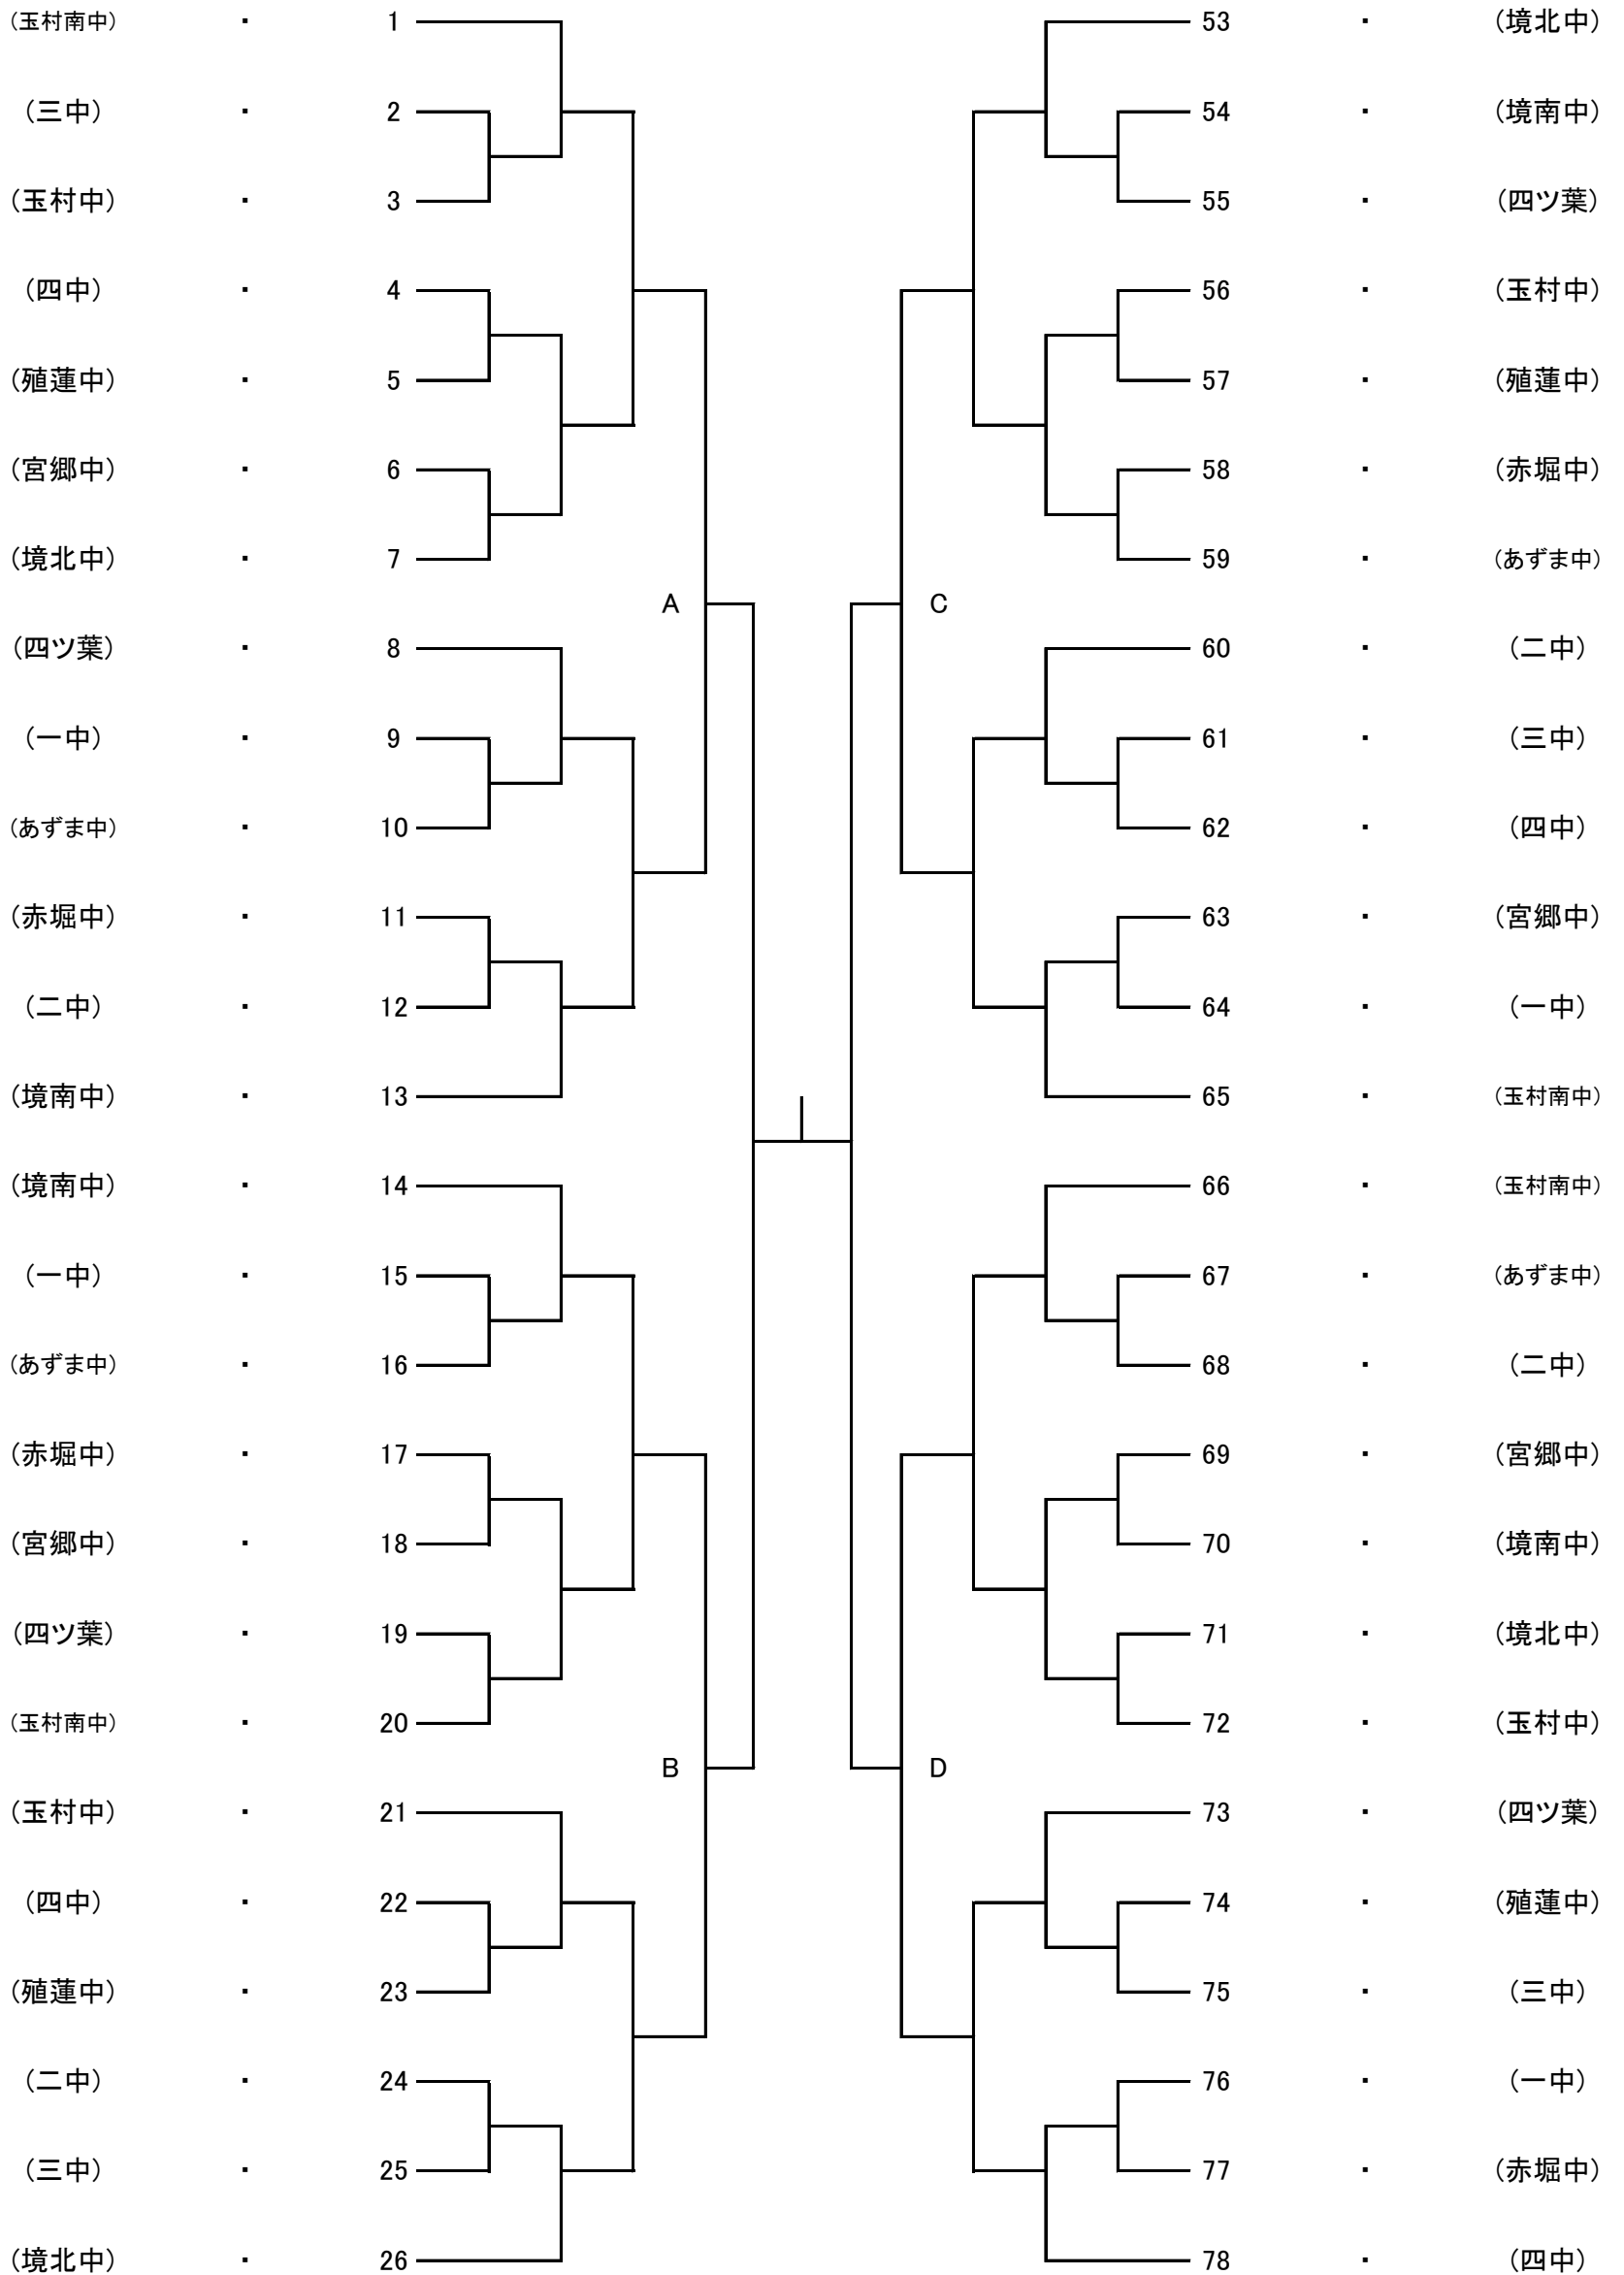 (玉村南中) ・ 1 53 ・ (境北中)
(三中) ・ 2 54 ・ (境南中)
(玉村中) ・ 3 55 ・ (四ツ葉)
(四中) ・ 4 56 ・ (玉村中)
(殖蓮中) ・ 5 57 ・ (殖蓮中)
(宮郷中) ・ 6 58 ・ (赤堀中)
(境北中) ・ 7 59 ・ (あずま中)
A C
(四ツ葉) ・ 8 60 ・ (二中)
(一中) ・ 9 61 ・ (三中)
(あずま中) ・ 10 62 ・ (四中)
(赤堀中) ・ 11 63 ・ (宮郷中)
(二中) ・ 12 64 ・ (一中)
(境南中) ・ 13 65 ・ (玉村南中)
(境南中) ・ 14 66 ・ (玉村南中)
(一中) ・ 15 67 ・ (あずま中)
(あずま中) ・ 16 68 ・ (二中)
(赤堀中) ・ 17 69 ・ (宮郷中)
(宮郷中) ・ 18 70 ・ (境南中)
(四ツ葉) ・ 19 71 ・ (境北中)
(玉村南中) ・ 20 72 ・ (玉村中)
B D
(玉村中) ・ 21 73 ・ (四ツ葉)
(四中) ・ 22 74 ・ (殖蓮中)
(殖蓮中) ・ 23 75 ・ (三中)
(二中) ・ 24 76 ・ (一中)
(三中) ・ 25 77 ・ (赤堀中)
(境北中) ・ 26 78 ・ (四中)